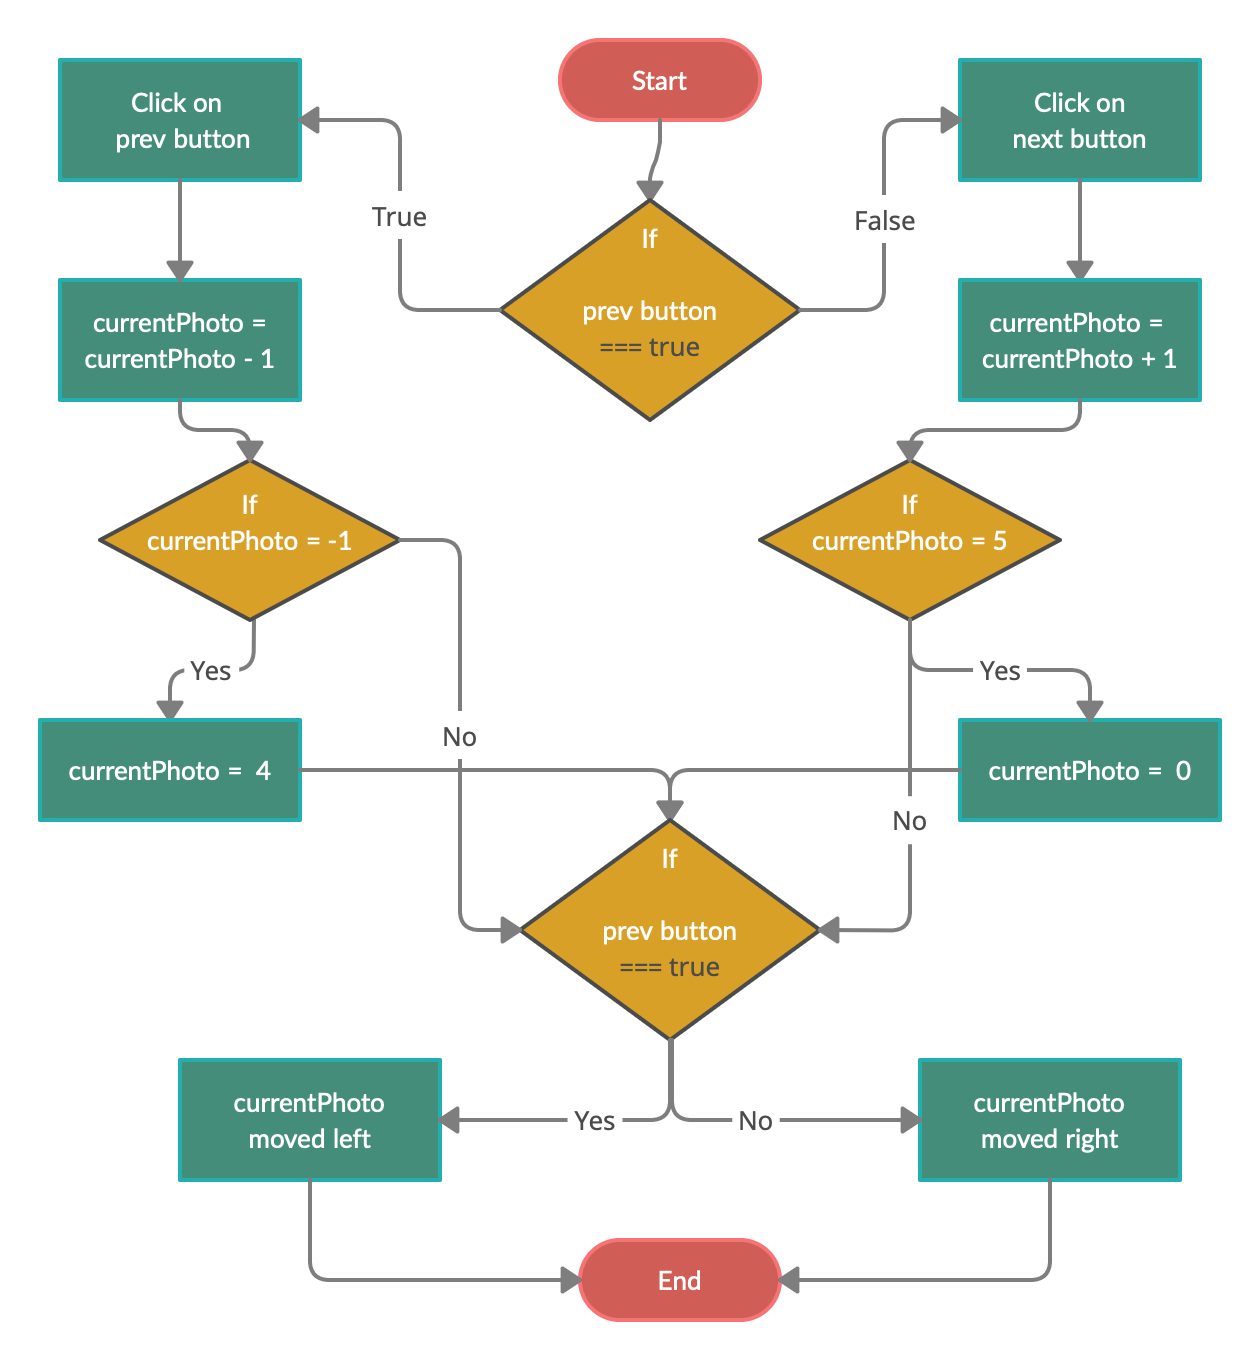 Start
Click on
prev button
Click on
next button
True
False
If
prev button
=== true
currentPhoto =
currentPhoto - 1
currentPhoto =
currentPhoto + 1
If
currentPhoto = -1
If
currentPhoto = 5
Yes
Yes
No
currentPhoto =  4
currentPhoto =  0
No
If
prev button
=== true
currentPhoto
moved left
Yes
No
currentPhoto
moved right
End